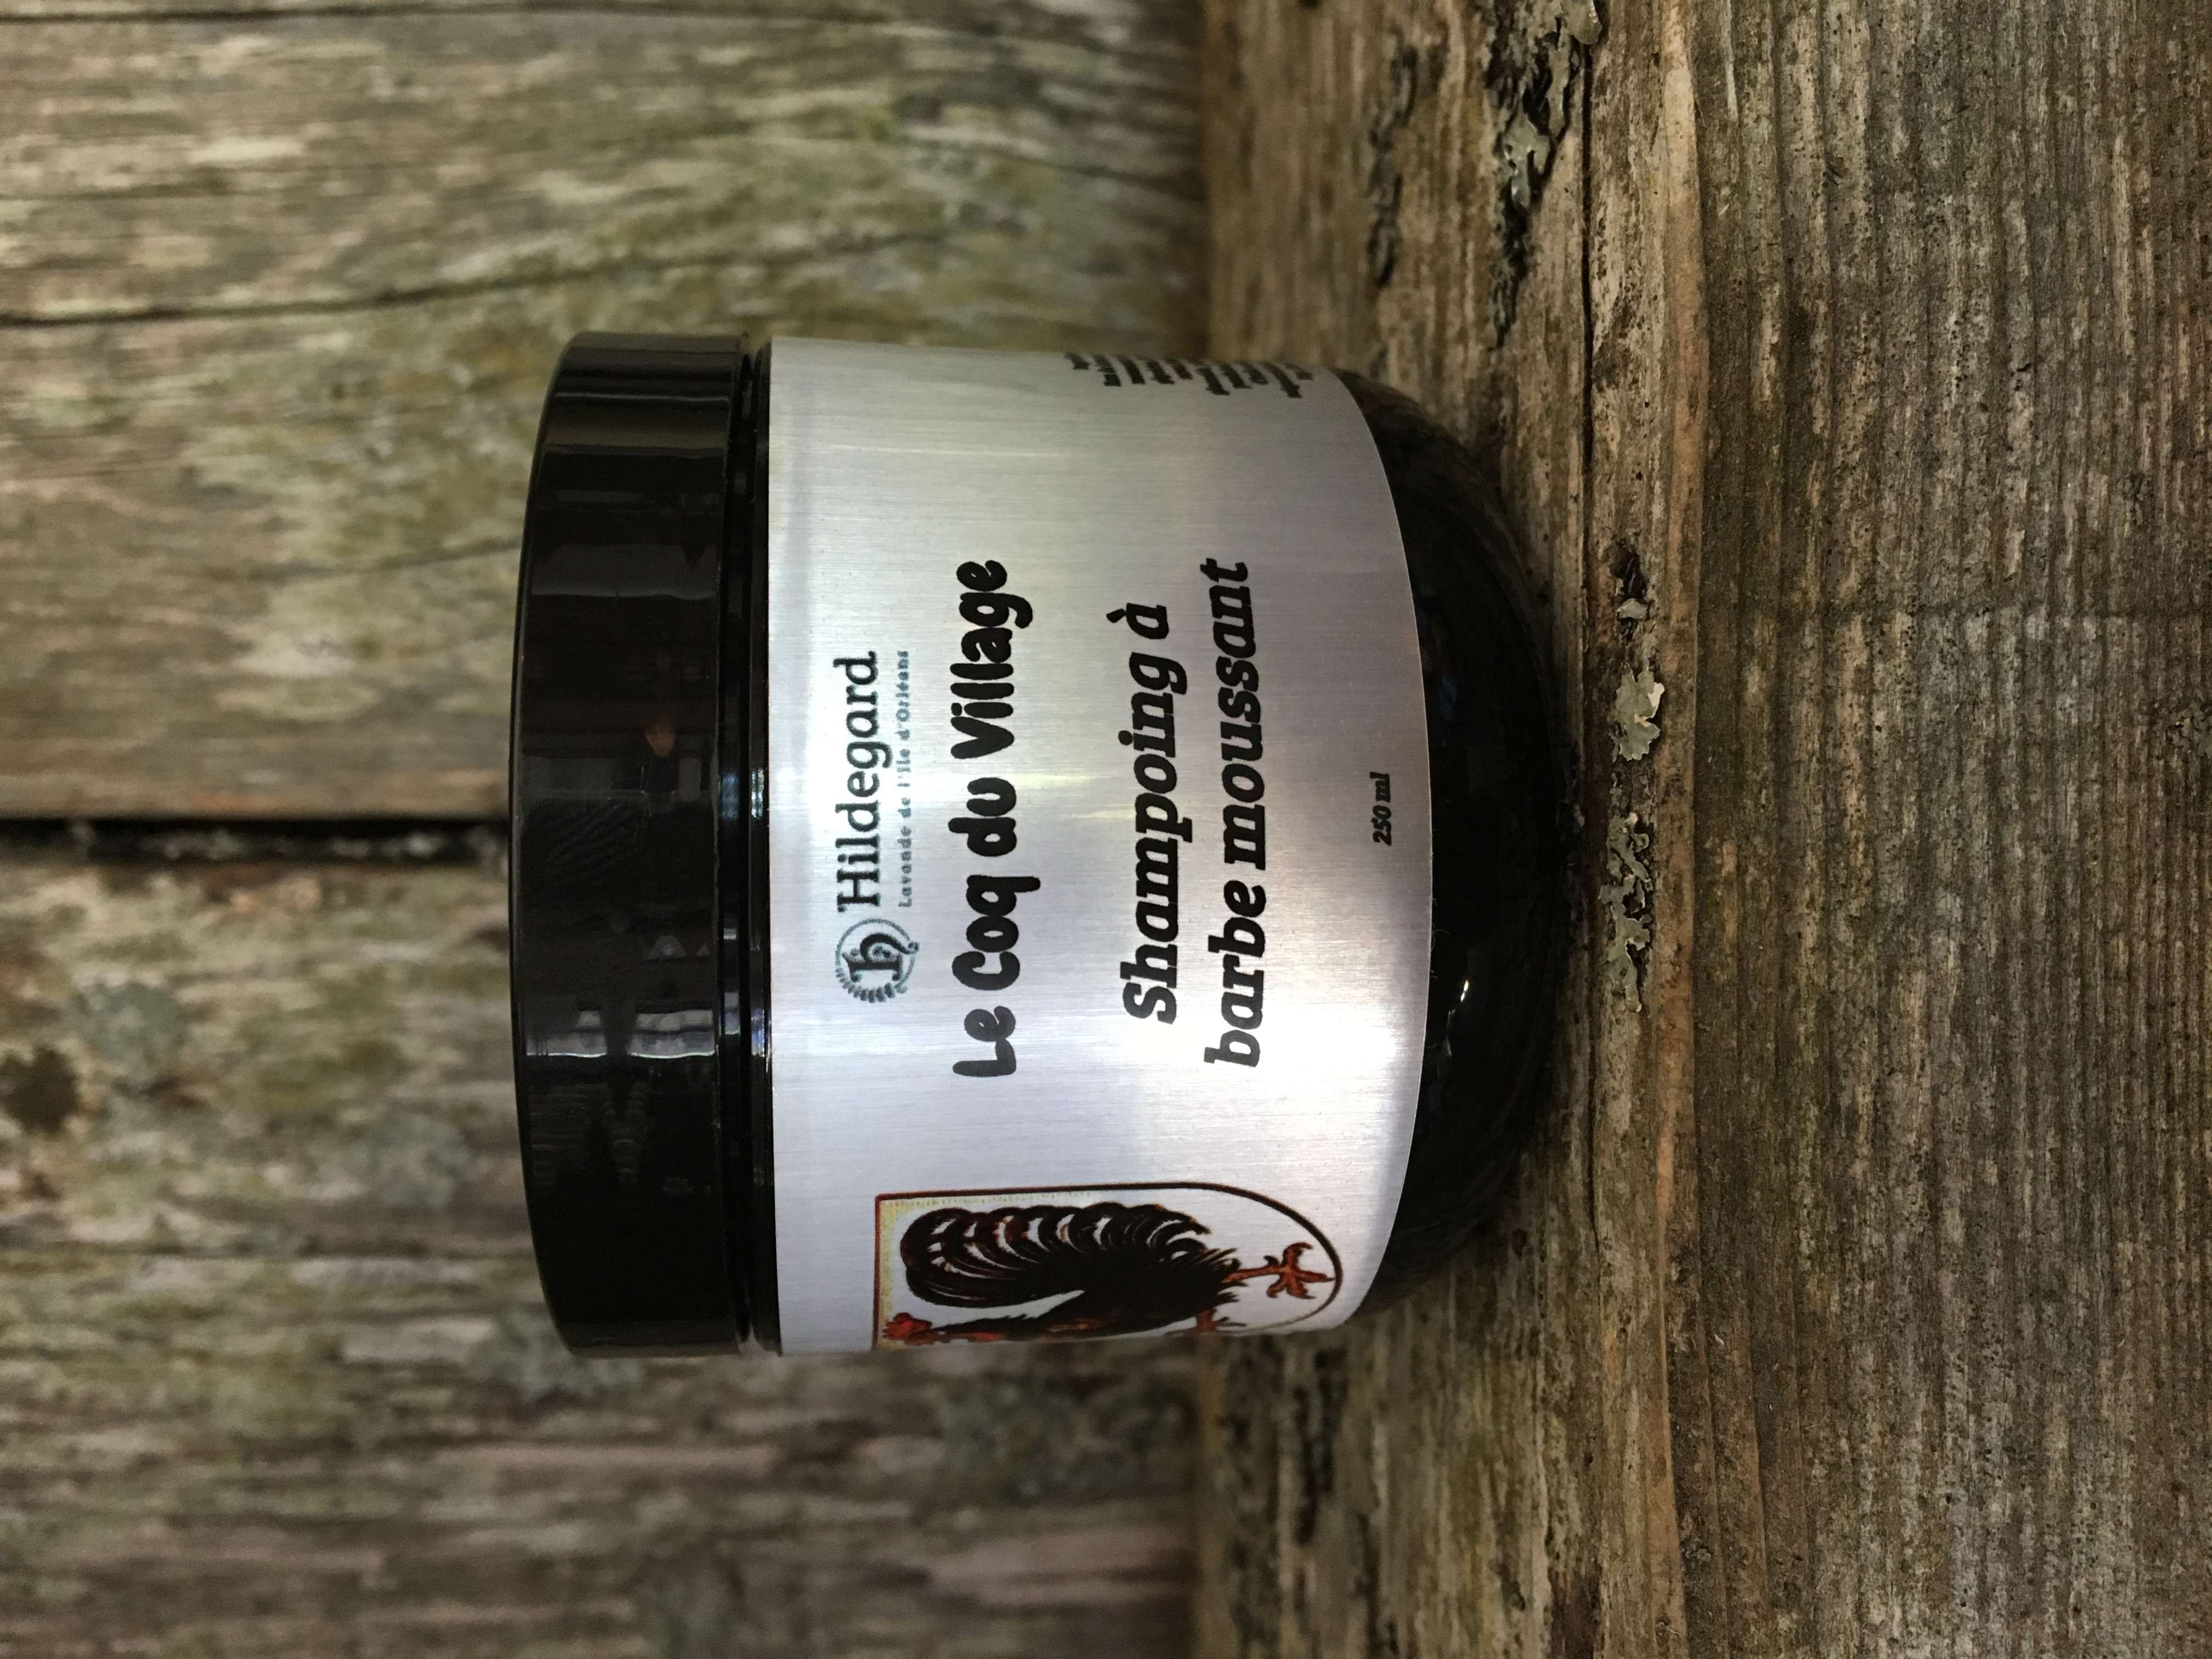 Hildegard
Lavande de l'île d'Orléans
Le Coq du Village
Shampoing à
barbe moussant
250 ml